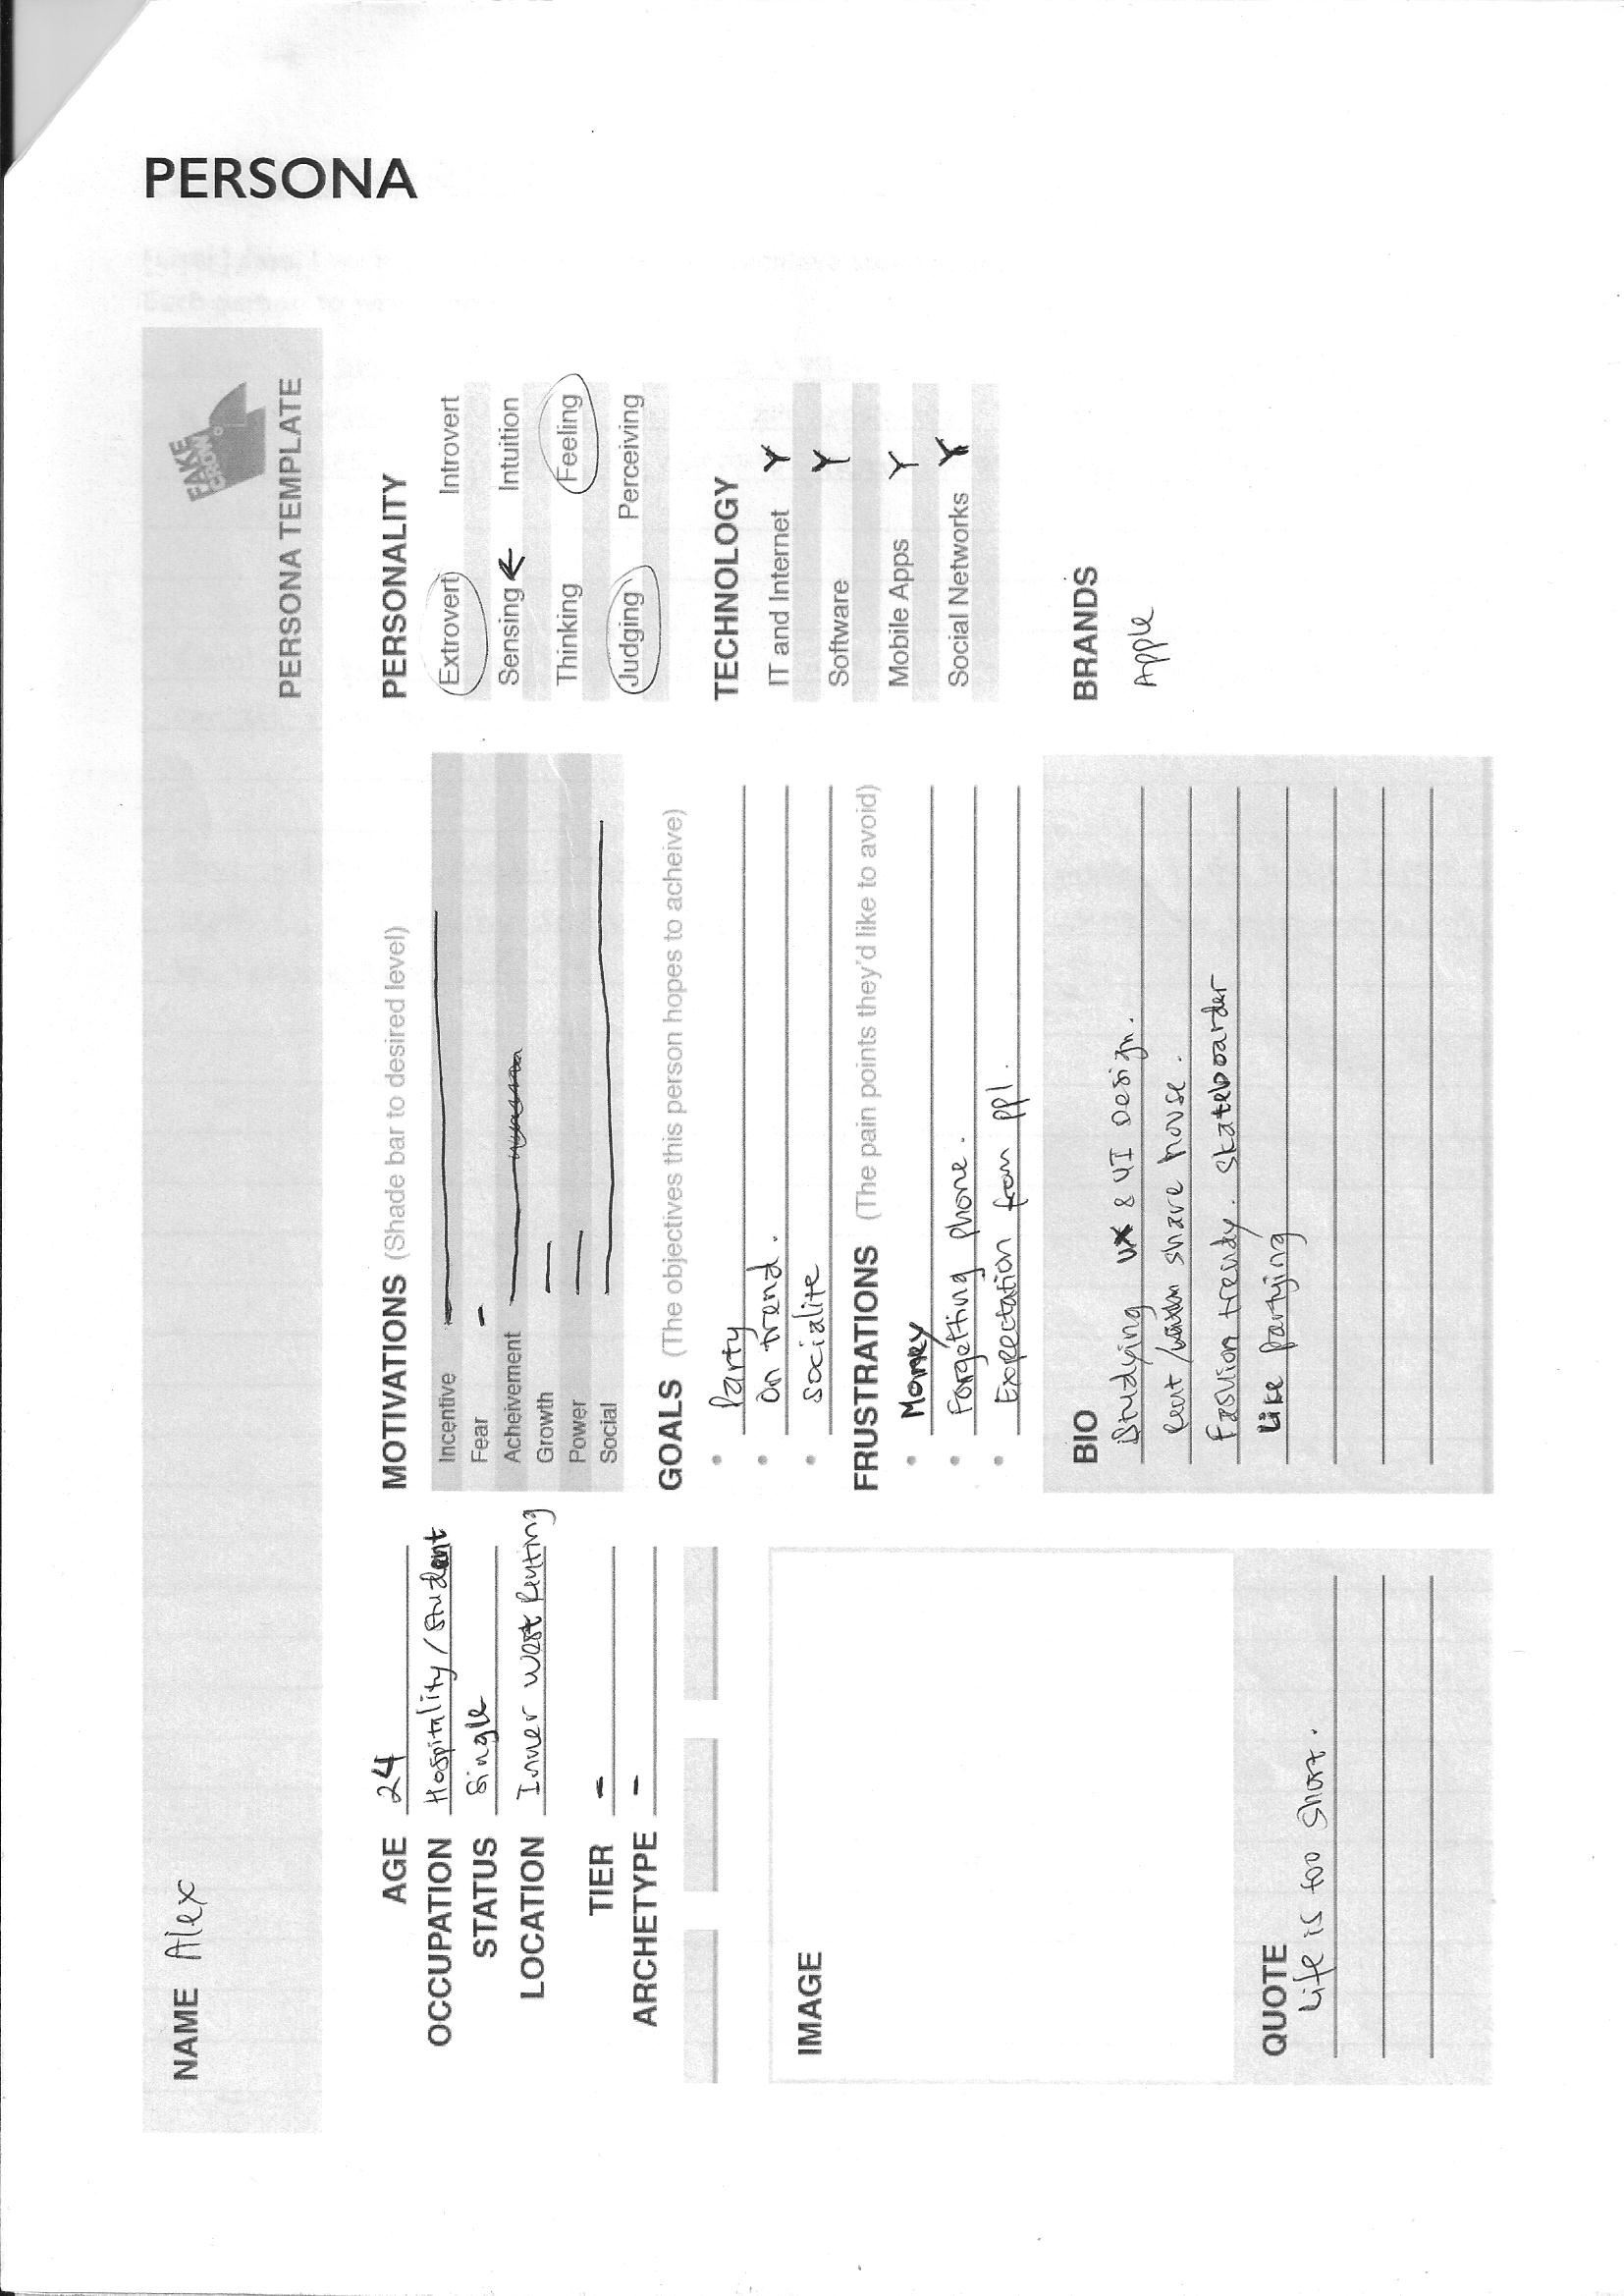 PERSONA
NAME Alex
FAKE CROW
PERSONA TEMPLATE
AGE 24
OCCUPATION Hospitality / Student
STATUS Single
LOCATION Inner West Renting
TIER -
ARCHETYPE -
IMAGE
QUOTE
Life is too short.
MOTIVATIONS (Shade bar to desired level)
Incentive
Fear
Acheivement
Growth
Power
Social
GOALS (The objectives this person hopes to acheive)
• Party
• on trend.
• socialite
FRUSTRATIONS (The pain points they'd like to avoid)
• Money
• Forgetting phone.
• Expectation from ppl.
BIO
Studying UX & UI Design.
Rent / share house.
Fashion trendy. Skateboarder
Like partying
PERSONALITY
Extrovert Introvert
Sensing ← Intuition
Thinking Feeling
Judging Perceiving
TECHNOLOGY
IT and Internet Y
Software Y
Mobile Apps Y
Social Networks Y
BRANDS
Apple